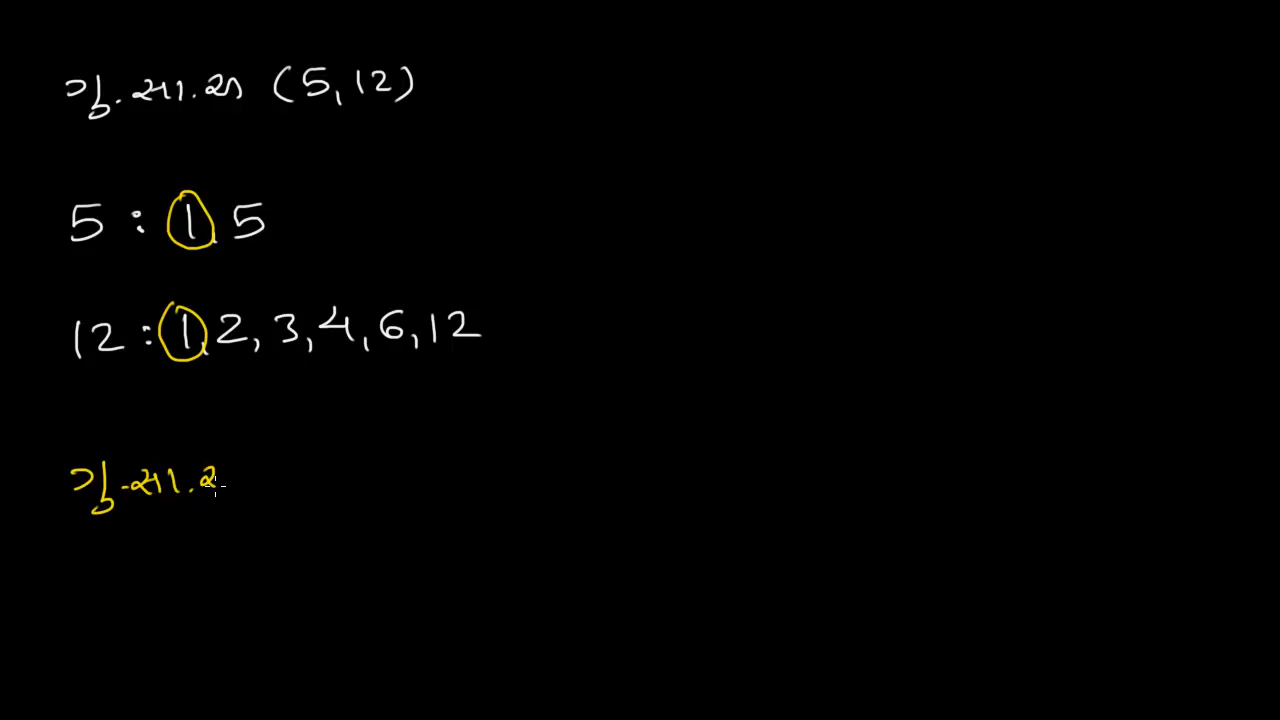 ગુ.સા.અ (5, 12)
5 : 1, 5
12 : 1, 2, 3, 4, 6, 12
ગુ.સા.